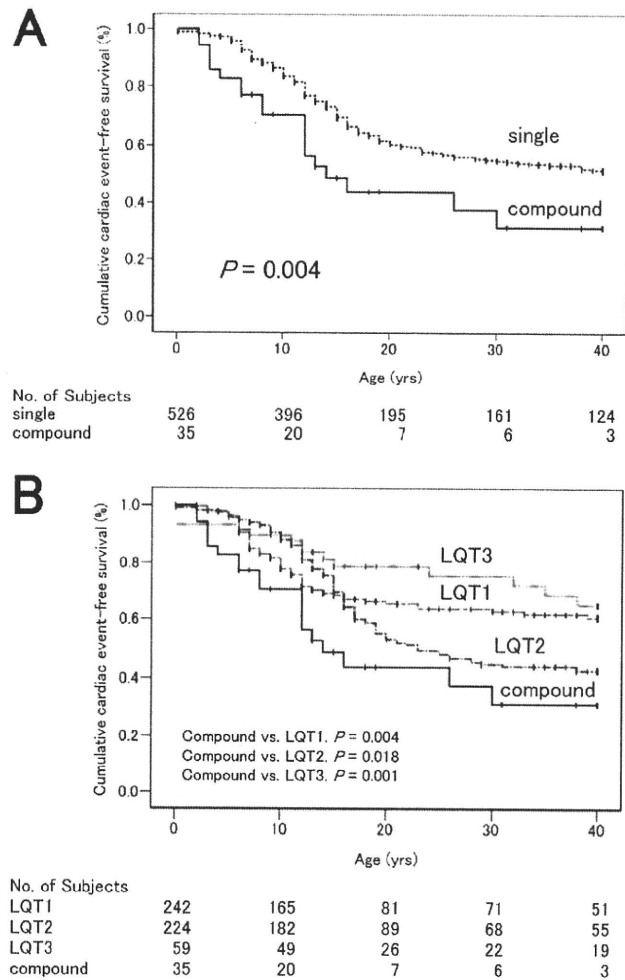 A
Cumulative cardiac event-free survival (%)
1.0
0.8
0.6
0.4
0.2
0.0
single
compound
P = 0.004
0 10 20 30 40
Age (yrs)
No. of Subjects
single 526 396 195 161 124
compound 35 20 7 6 3
B
Cumulative cardiac event-free survival (%)
1.0
0.8
0.6
0.4
0.2
0.0
LQT3
LQT1
LQT2
compound
Compound vs. LQT1, P = 0.004
Compound vs. LQT2, P = 0.018
Compound vs. LQT3, P = 0.001
0 10 20 30 40
Age (yrs)
No. of Subjects
LQT1 242 165 81 71 51
LQT2 224 182 89 68 55
LQT3 59 49 26 22 19
compound 35 20 7 6 3